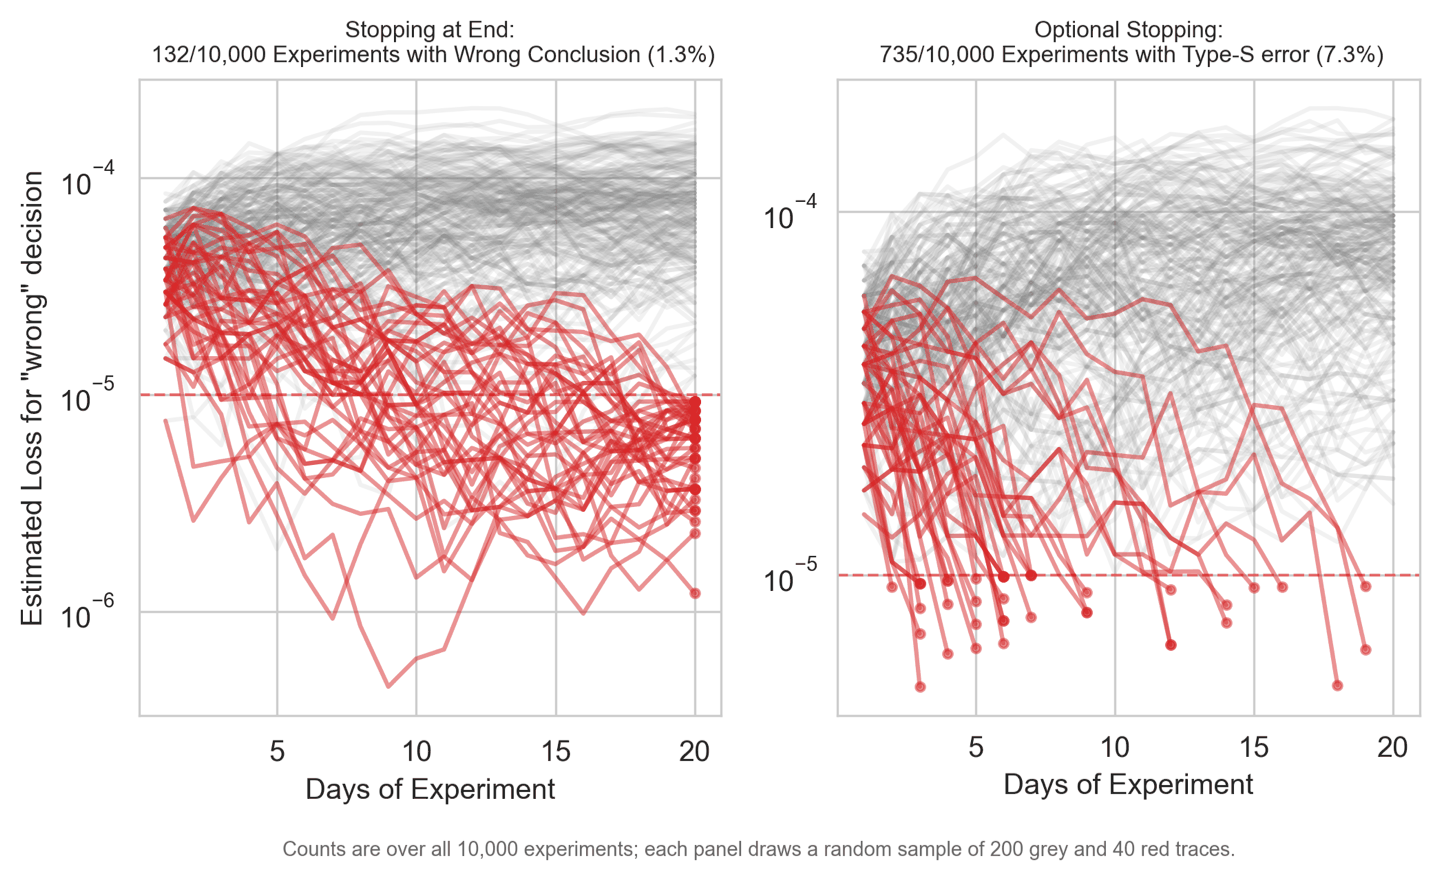 Stopping at End:
132/10,000 Experiments with Wrong Conclusion (1.3%)
Optional Stopping:
735/10,000 Experiments with Type-S error (7.3%)
Estimated Loss for "wrong" decision
10⁻⁴
10⁻⁵
10⁻⁶
10⁻⁴
10⁻⁵
5 10 15 20
5 10 15 20
Days of Experiment
Days of Experiment
Counts are over all 10,000 experiments; each panel draws a random sample of 200 grey and 40 red traces.